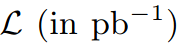 ℒ (in pb⁻¹)